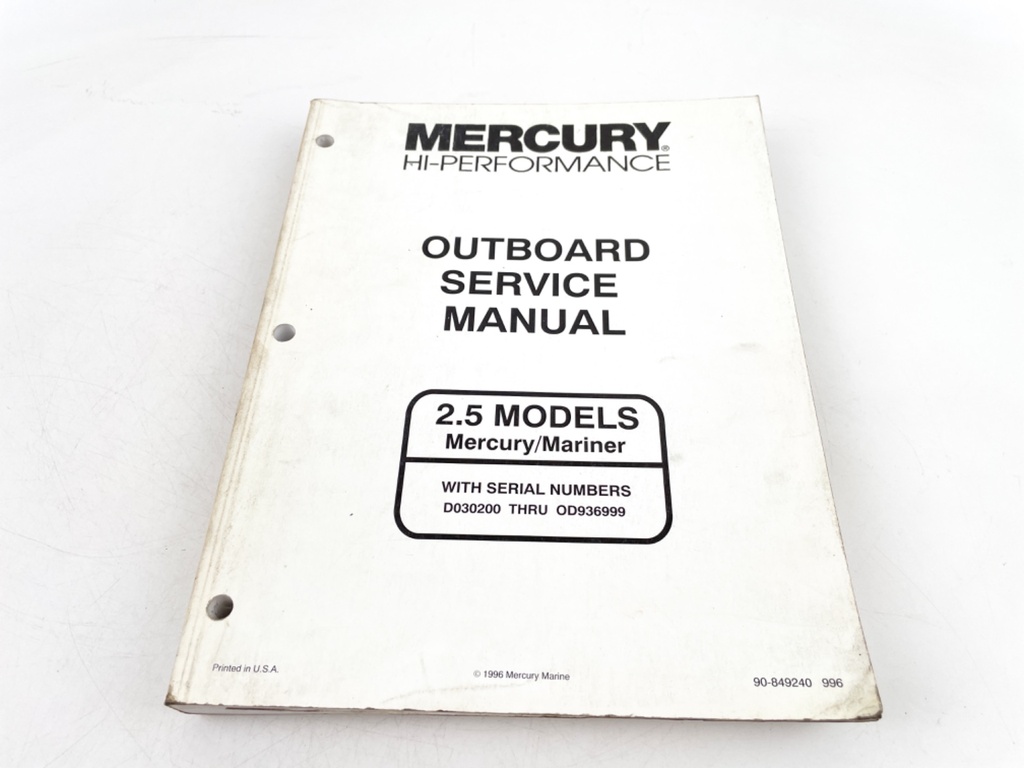 MERCURY®
HI-PERFORMANCE
OUTBOARD
SERVICE
MANUAL
2.5 MODELS
Mercury/Mariner
WITH SERIAL NUMBERS
D030200 THRU OD936999
Printed in U.S.A.
© 1996 Mercury Marine
90-849240 996